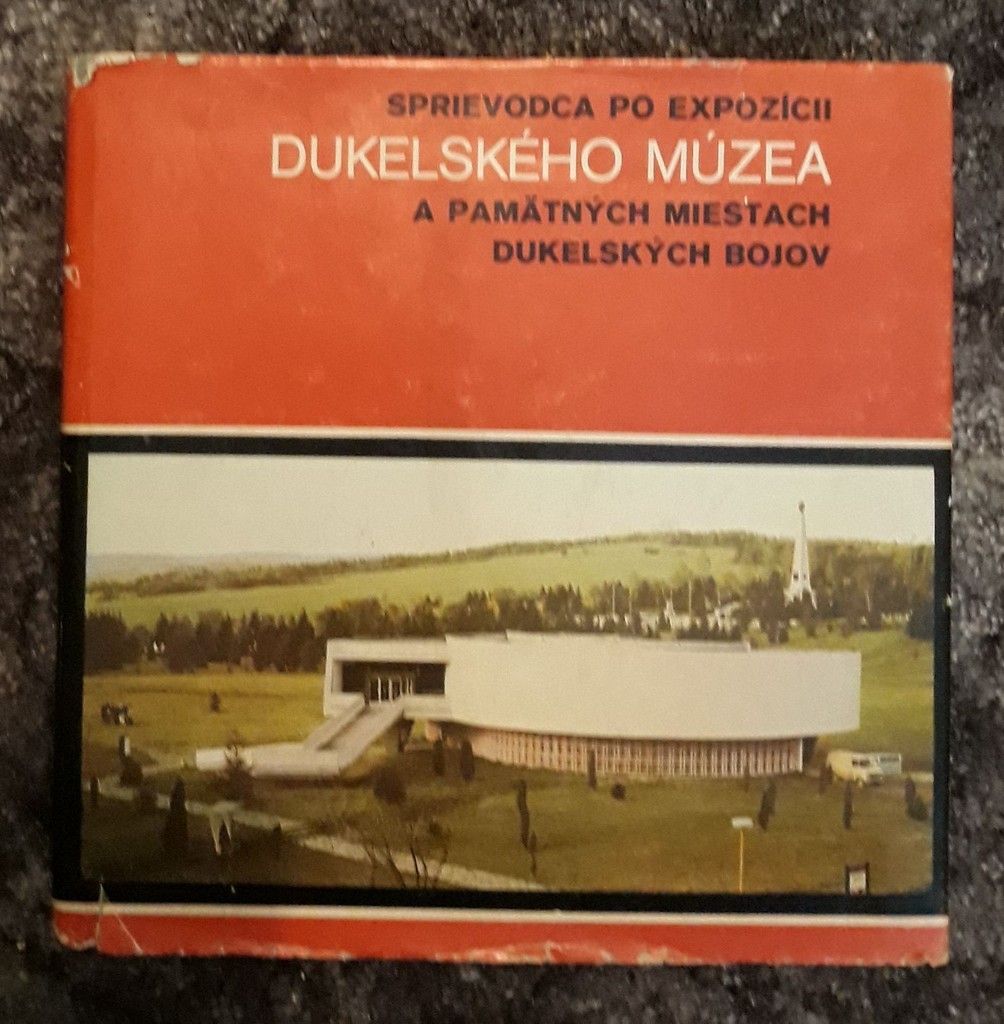 SPRIEVODCA PO EXPOZÍCII
DUKELSKÉHO MÚZEA
A PAMÄTNÝCH MIESTACH
DUKELSKÝCH BOJOV